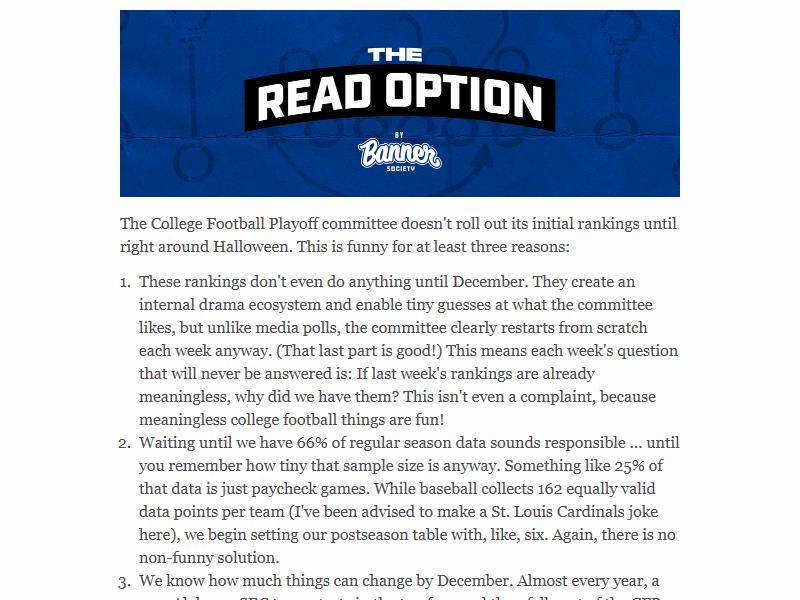 THE
READ OPTION
BY
Banner
SOCIETY
The College Football Playoff committee doesn't roll out its initial rankings until
right around Halloween. This is funny for at least three reasons:
1. These rankings don't even do anything until December. They create an
internal drama ecosystem and enable tiny guesses at what the committee
likes, but unlike media polls, the committee clearly restarts from scratch
each week anyway. (That last part is good!) This means each week's question
that will never be answered is: If last week's rankings are already
meaningless, why did we have them? This isn't even a complaint, because
meaningless college football things are fun!
2. Waiting until we have 66% of regular season data sounds responsible ... until
you remember how tiny that sample size is anyway. Something like 25% of
that data is just paycheck games. While baseball collects 162 equally valid
data points per team (I've been advised to make a St. Louis Cardinals joke
here), we begin setting our postseason table with, like, six. Again, there is no
non-funny solution.
3. We know how much things can change by December. Almost every year, a